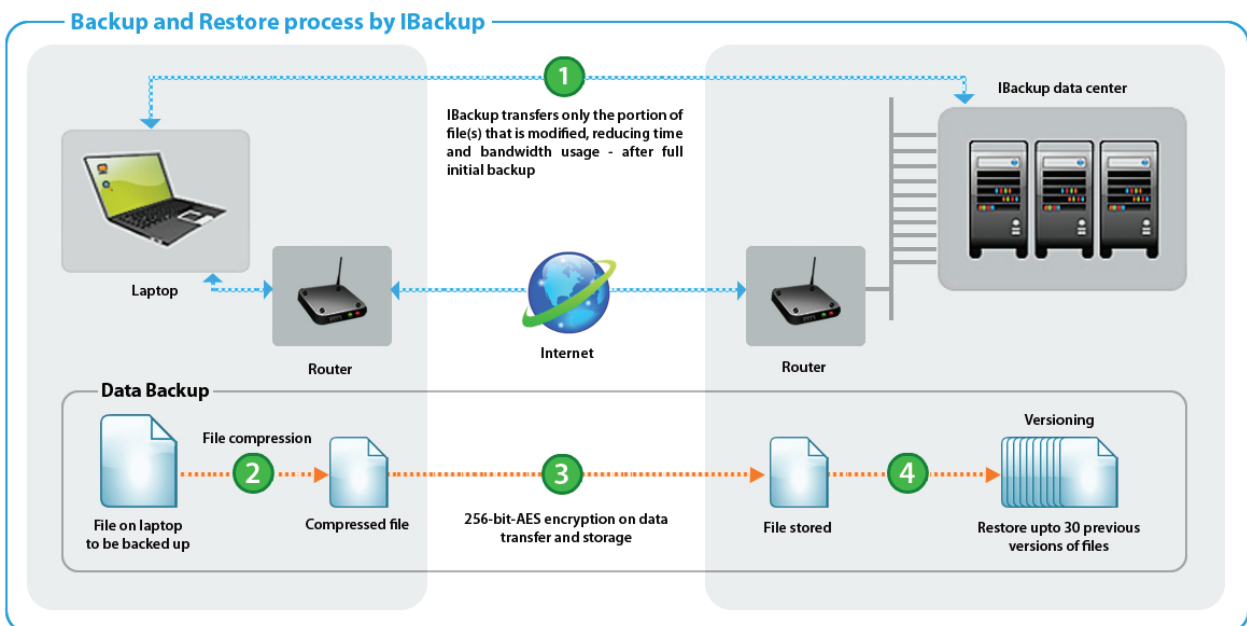 Backup and Restore process by IBackup
1
IBackup transfers only the portion of
file(s) that is modified, reducing time
and bandwidth usage - after full
initial backup
IBackup data center
Laptop
Router
Internet
Router
Data Backup
File compression
2
3
4
Versioning
File on laptop
to be backed up
Compressed file
256-bit-AES encryption on data
transfer and storage
File stored
Restore upto 30 previous
versions of files